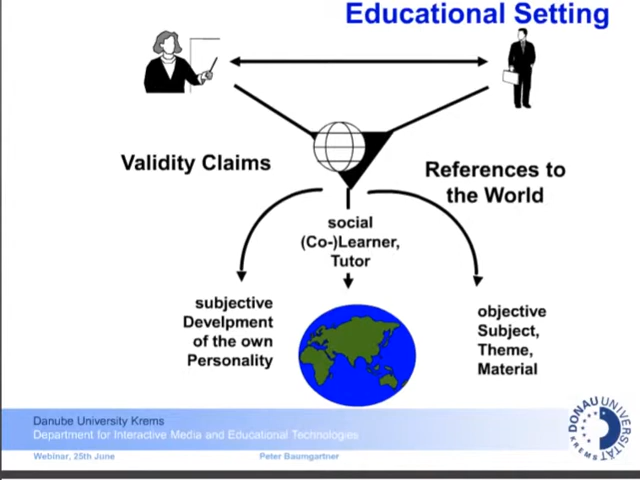 Educational Setting
Validity Claims
References to
the World
social
(Co-)Learner,
Tutor
subjective
Develpment
of the own
Personality
objective
Subject,
Theme,
Material
Danube University Krems
Department for Interactive Media and Educational Technologies
Webinar, 25th June
Peter Baumgartner
DONAU UNIVERSITÄT
KREMS